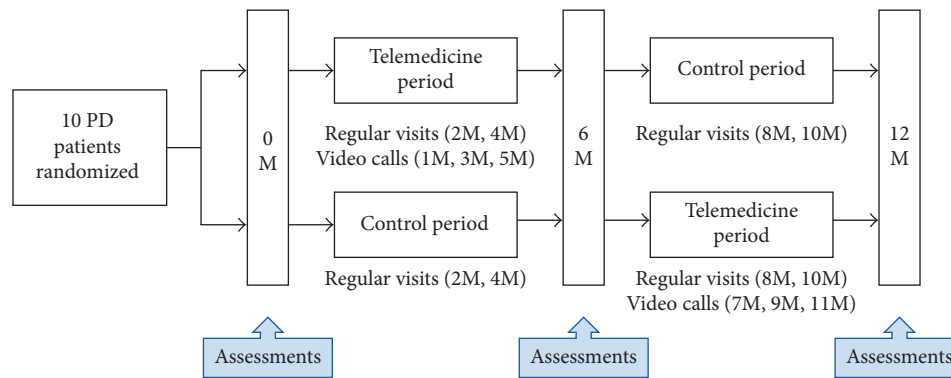 10 PD
patients
randomized
0
M
Telemedicine
period
Regular visits (2M, 4M)
Video calls (1M, 3M, 5M)
Control period
Regular visits (2M, 4M)
6
M
Control period
Regular visits (8M, 10M)
Telemedicine
period
Regular visits (8M, 10M)
Video calls (7M, 9M, 11M)
12
M
Assessments
Assessments
Assessments